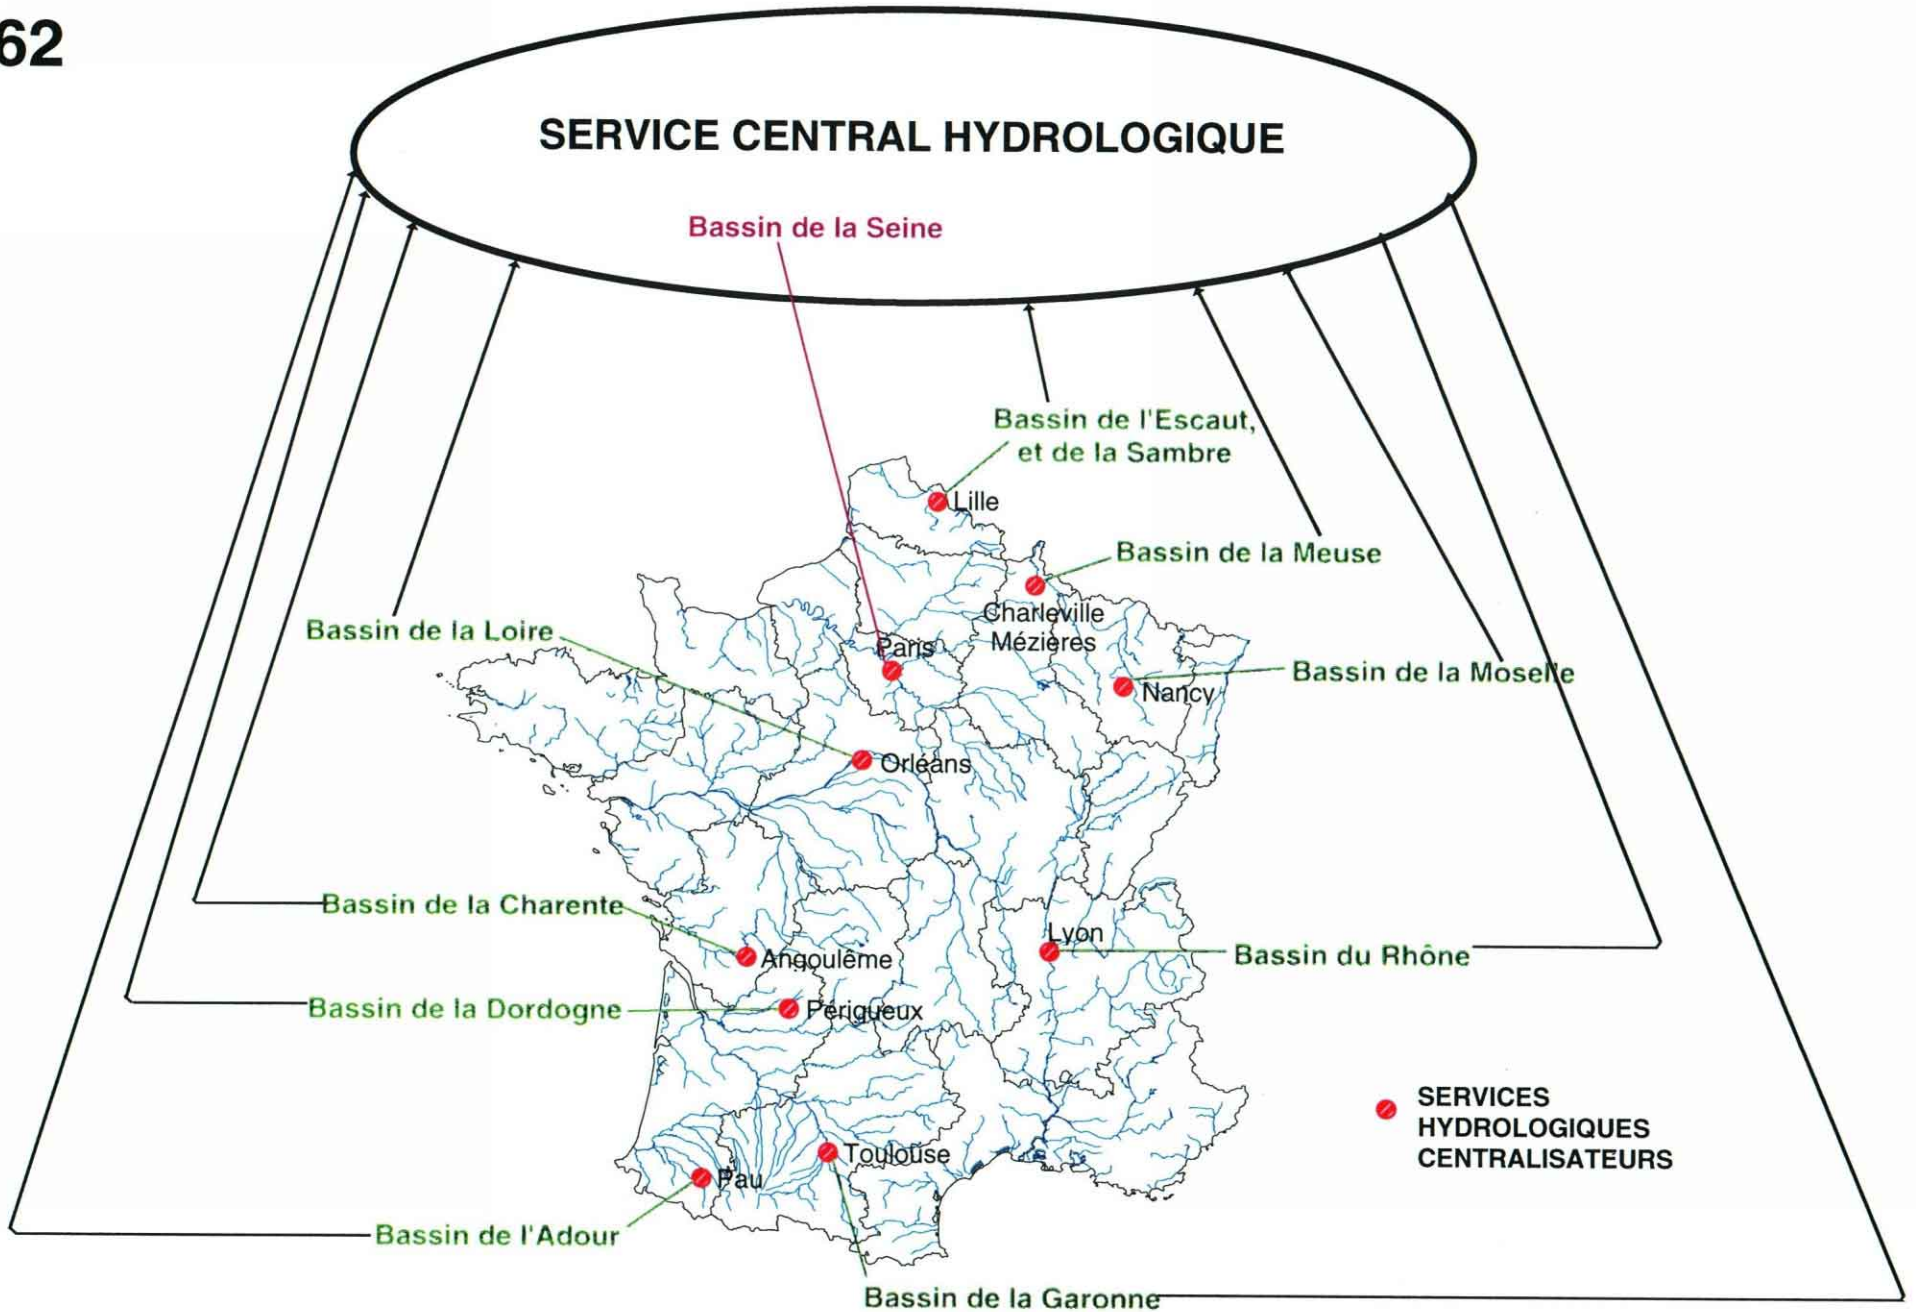 62
SERVICE CENTRAL HYDROLOGIQUE
Bassin de la Seine
Bassin de l'Escaut,
et de la Sambre
Lille
Bassin de la Meuse
Charleville
Mézières
Bassin de la Loire
Paris
Bassin de la Moselle
Nancy
Orléans
Bassin de la Charente
Angoulême
Lyon
Bassin du Rhône
Bassin de la Dordogne
Périgueux
SERVICES
HYDROLOGIQUES
CENTRALISATEURS
Toulouse
Pau
Bassin de l'Adour
Bassin de la Garonne